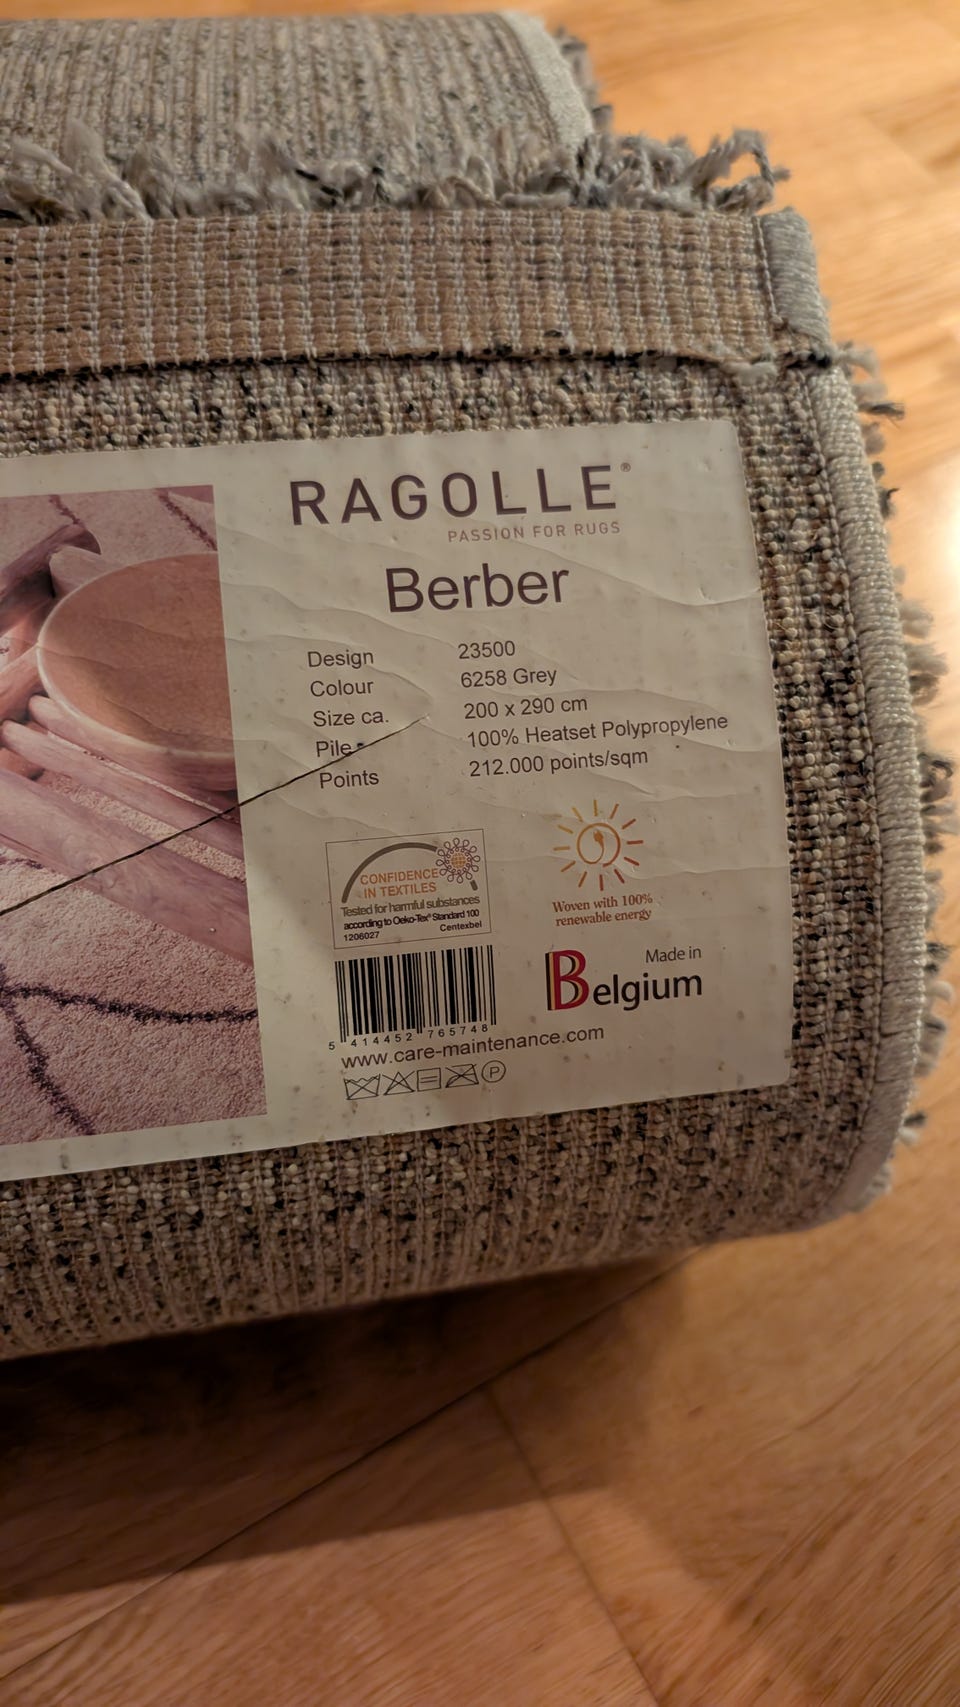 RAGOLLE®
PASSION FOR RUGS
Berber
Design 23500
Colour 6258 Grey
Size ca. 200 x 290 cm
Pile 100% Heatset Polypropylene
Points 212.000 points/sqm
CONFIDENCE
IN TEXTILES
Tested for harmful substances
according to Oeko-Tex® Standard 100
1206027 Centexbel
Woven with 100%
renewable energy
Made in
Belgium
5 414452 765748
www.care-maintenance.com
P